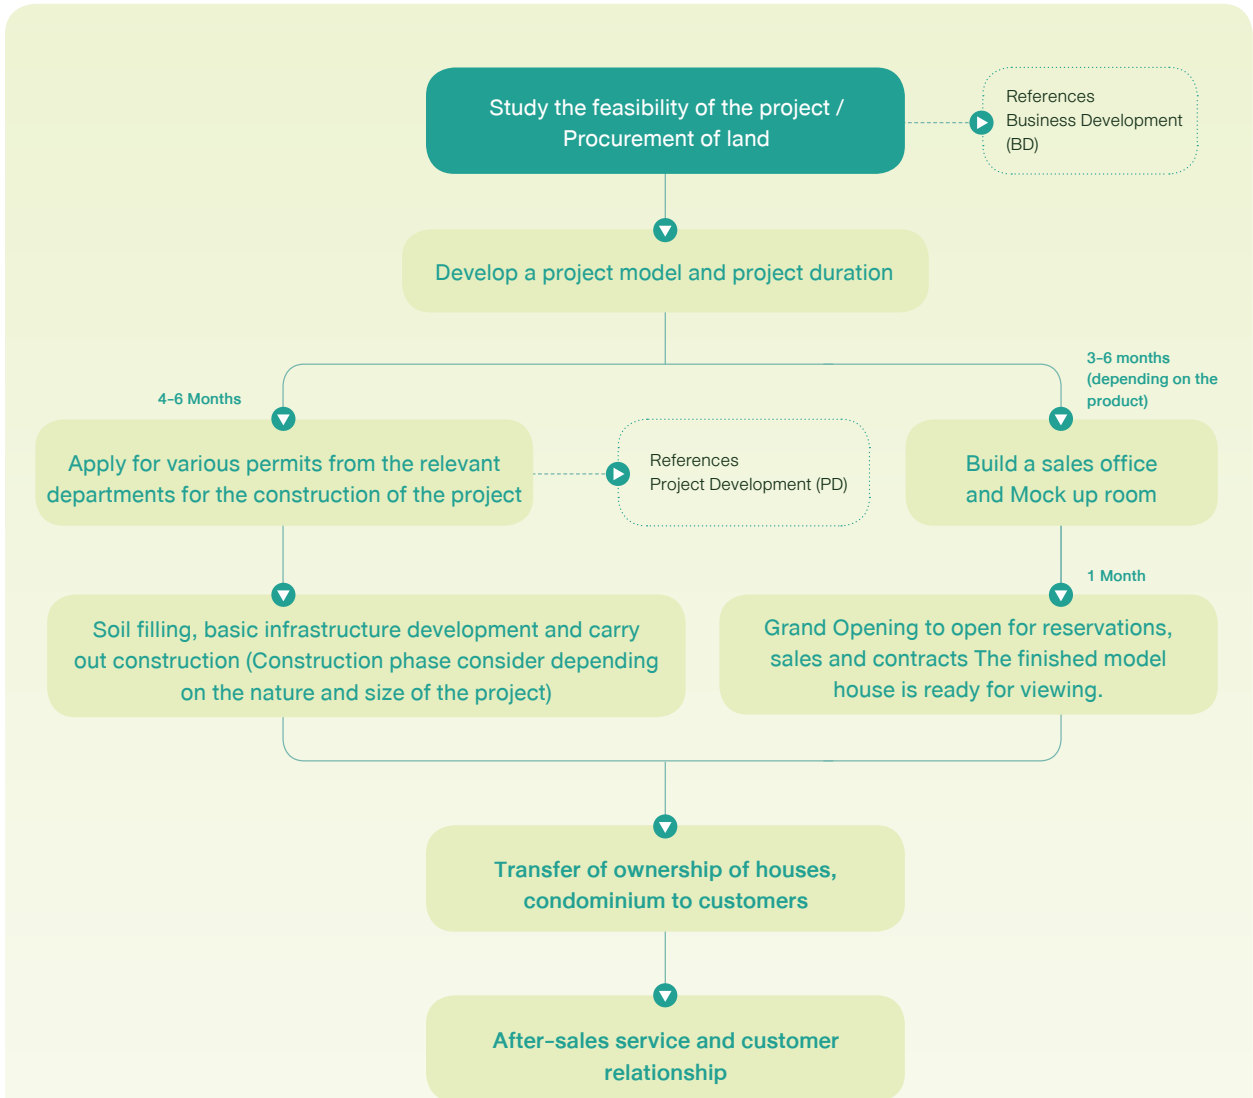 Study the feasibility of the project /
Procurement of land
References
Business Development
(BD)
Develop a project model and project duration
4-6 Months
3-6 months
(depending on the
product)
Apply for various permits from the relevant
departments for the construction of the project
References
Project Development (PD)
Build a sales office
and Mock up room
1 Month
Soil filling, basic infrastructure development and carry
out construction (Construction phase consider depending
on the nature and size of the project)
Grand Opening to open for reservations,
sales and contracts The finished model
house is ready for viewing.
Transfer of ownership of houses,
condominium to customers
After-sales service and customer
relationship